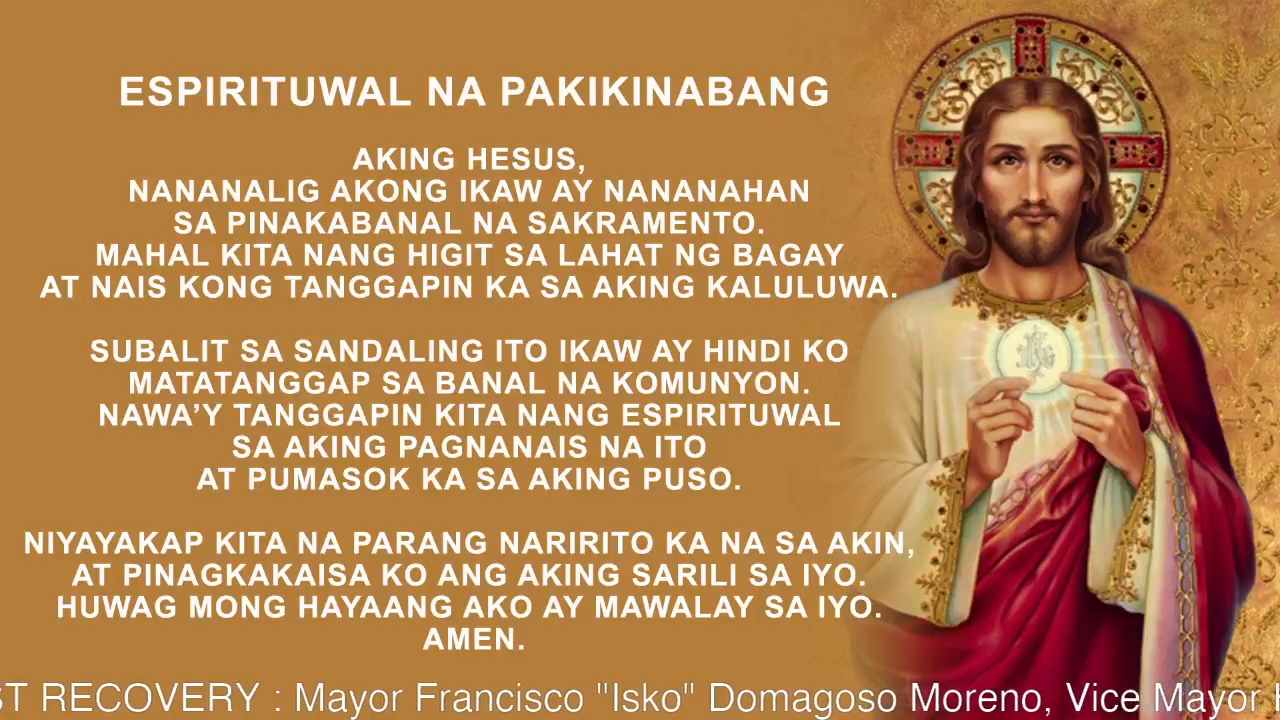 ESPIRITUWAL NA PAKIKINABANG
AKING HESUS,
NANANALIG AKONG IKAW AY NANANAHAN
SA PINAKABANAL NA SAKRAMENTO.
MAHAL KITA NANG HIGIT SA LAHAT NG BAGAY
AT NAIS KONG TANGGAPIN KA SA AKING KALULUWA.
SUBALIT SA SANDALING ITO IKAW AY HINDI KO
MATATANGGAP SA BANAL NA KOMUNYON.
NAWA’Y TANGGAPIN KITA NANG ESPIRITUWAL
SA AKING PAGNANAIS NA ITO
AT PUMASOK KA SA AKING PUSO.
NIYAYAKAP KITA NA PARANG NARIRITO KA NA SA AKIN,
AT PINAGKAKAISA KO ANG AKING SARILI SA IYO.
HUWAG MONG HAYAANG AKO AY MAWALAY SA IYO.
AMEN.
ST RECOVERY : Mayor Francisco "Isko" Domagoso Moreno, Vice Mayor